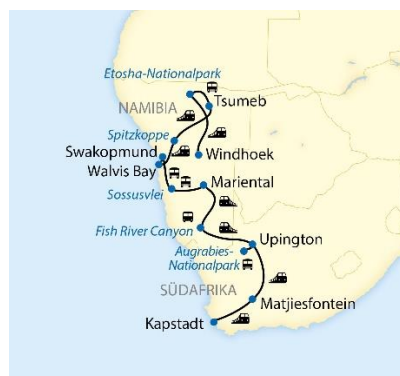 Etosha-Nationalpark
Tsumeb
NAMIBIA
Spitzkoppe
Swakopmund
Windhoek
Walvis Bay
Mariental
Sossusvlei
Fish River Canyon
Upington
Augrabies-
Nationalpark
SÜDAFRIKA
Matjiesfontein
Kapstadt